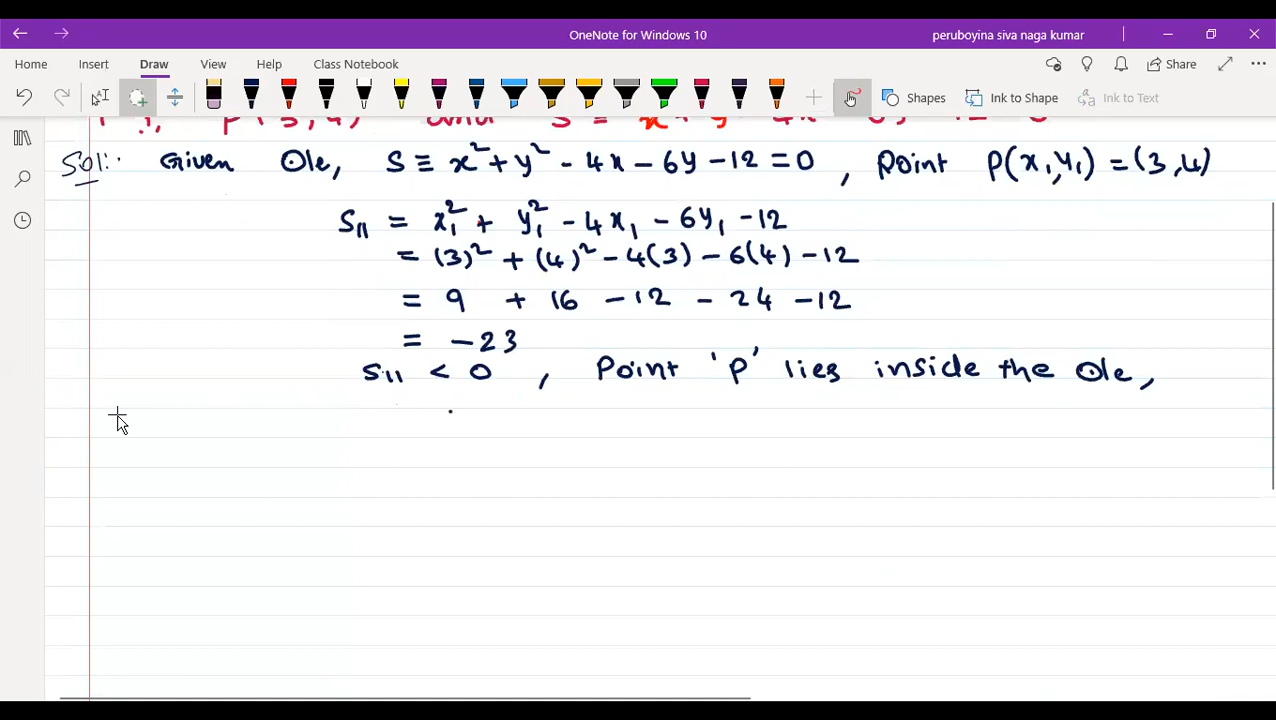 OneNote for Windows 10
peruboyina siva naga kumar
Home Insert Draw View Help Class Notebook
Share
Shapes Ink to Shape Ink to Text
Sol: Given Ole, S ≡ x² + y² - 4x - 6y - 12 = 0 , Point P(x₁,y₁) = (3,4)
S₁₁ = x₁² + y₁² - 4x₁ - 6y₁ - 12
= (3)² + (4)² - 4(3) - 6(4) - 12
= 9 + 16 - 12 - 24 - 12
= -23
S₁₁ < 0 , Point 'P' lies inside the Ole,